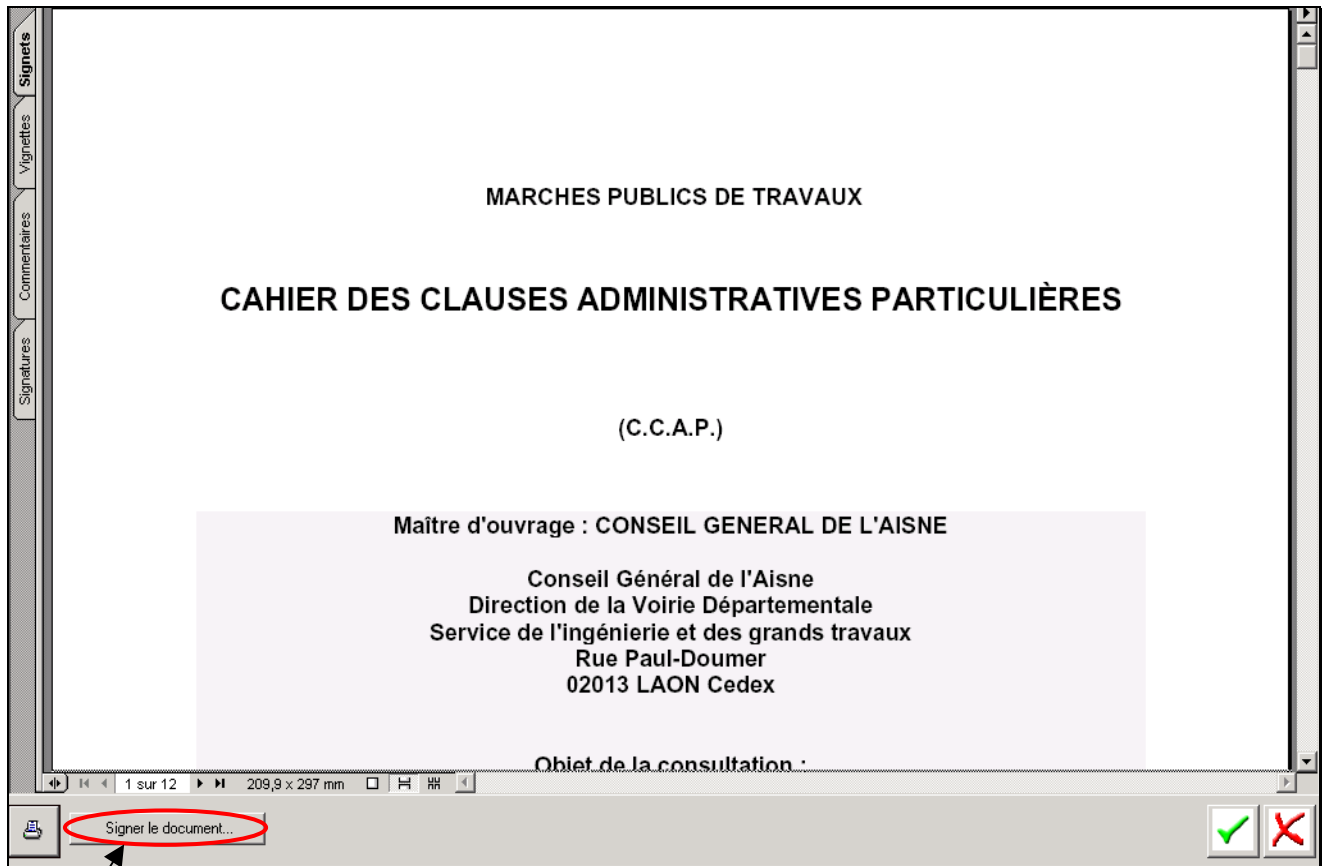 Signets
Vignettes
Commentaires
Signatures
MARCHES PUBLICS DE TRAVAUX
CAHIER DES CLAUSES ADMINISTRATIVES PARTICULIÈRES
(C.C.A.P.)
Maître d'ouvrage : CONSEIL GENERAL DE L'AISNE
Conseil Général de l'Aisne
Direction de la Voirie Départementale
Service de l'ingénierie et des grands travaux
Rue Paul-Doumer
02013 LAON Cedex
Objet de la consultation :
1 sur 12 209,9 x 297 mm
Signer le document...